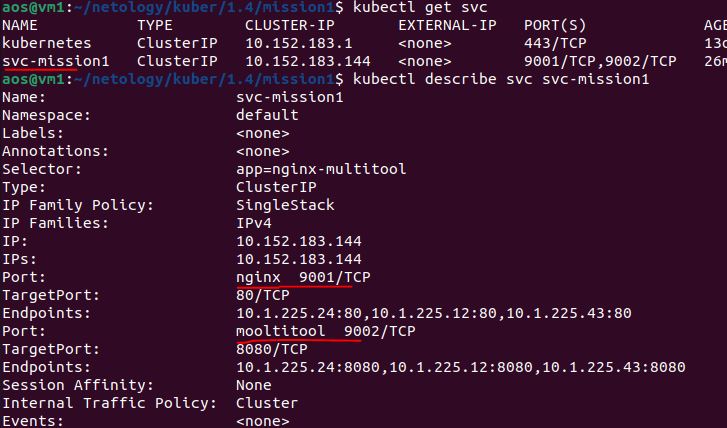 aos@vm1:~/netology/kuber/1.4/mission1$ kubectl get svc
NAME TYPE CLUSTER-IP EXTERNAL-IP PORT(S) AGE
kubernetes ClusterIP 10.152.183.1 <none> 443/TCP 13d
svc-mission1 ClusterIP 10.152.183.144 <none> 9001/TCP,9002/TCP 26m
aos@vm1:~/netology/kuber/1.4/mission1$ kubectl describe svc svc-mission1
Name: svc-mission1
Namespace: default
Labels: <none>
Annotations: <none>
Selector: app=nginx-multitool
Type: ClusterIP
IP Family Policy: SingleStack
IP Families: IPv4
IP: 10.152.183.144
IPs: 10.152.183.144
Port: nginx 9001/TCP
TargetPort: 80/TCP
Endpoints: 10.1.225.24:80,10.1.225.12:80,10.1.225.43:80
Port: mooltitool 9002/TCP
TargetPort: 8080/TCP
Endpoints: 10.1.225.24:8080,10.1.225.12:8080,10.1.225.43:8080
Session Affinity: None
Internal Traffic Policy: Cluster
Events: <none>